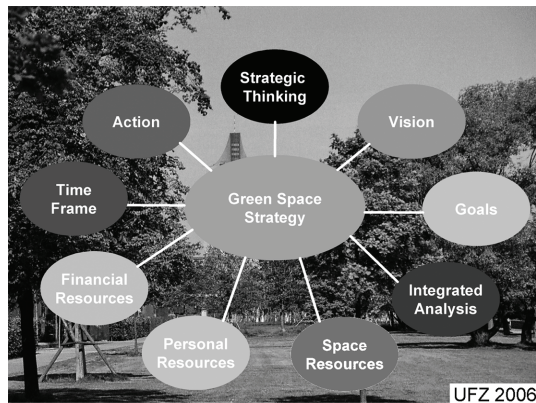 Strategic
Thinking
Vision
Goals
Integrated
Analysis
Space
Resources
Personal
Resources
Financial
Resources
Time
Frame
Action
Green Space
Strategy
UFZ 2006